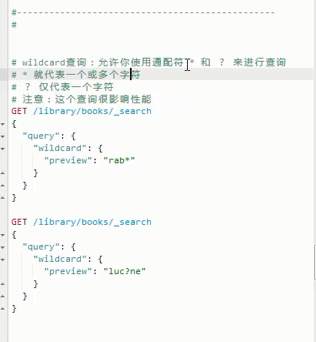 #--------------------------------------------
#
# wildcard查询：允许你使用通配符 * 和 ? 来进行查询
# * 就代表一个或多个字符
# ? 仅代表一个字符
# 注意：这个查询很影响性能
GET /library/books/_search
{
  "query": {
    "wildcard": {
      "preview": "rab*"
    }
  }
}
GET /library/books/_search
{
  "query": {
    "wildcard": {
      "preview": "luc?ne"
    }
  }
}